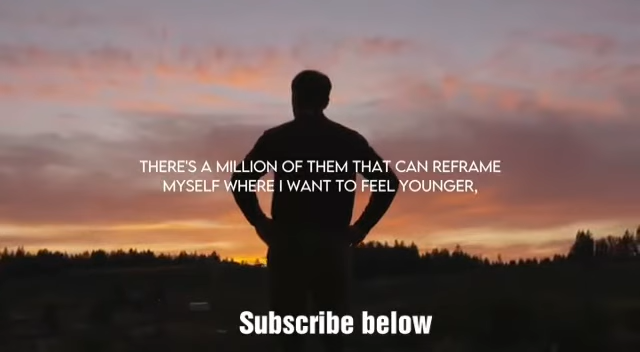 THERE'S A MILLION OF THEM THAT CAN REFRAME
MYSELF WHERE I WANT TO FEEL YOUNGER,
Subscribe below